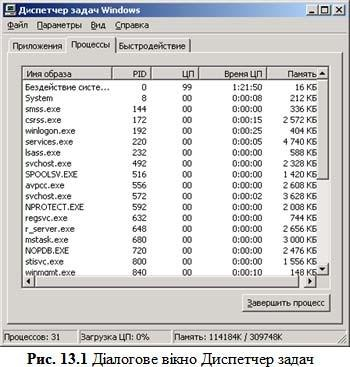 Диспетчер задач Windows
Файл Параметры Вид Справка
Приложения Процессы Быстродействие
Имя образа PID ЦП Время ЦП Память
Бездействие систе... 0 99 1:21:50 16 КБ
System 8 00 0:00:08 212 КБ
smss.exe 144 00 0:00:00 336 КБ
csrss.exe 172 00 0:00:15 2 572 КБ
winlogon.exe 192 00 0:00:25 404 КБ
services.exe 220 00 0:00:05 4 740 КБ
lsass.exe 232 00 0:00:00 588 КБ
svchost.exe 492 00 0:00:00 2 328 КБ
SPOOLSV.EXE 516 00 0:00:00 1 420 КБ
avpcc.exe 556 00 0:00:00 2 608 КБ
svchost.exe 572 00 0:00:02 3 628 КБ
NPROTECT.EXE 592 00 0:00:00 2 008 КБ
regsvc.exe 632 00 0:00:00 744 КБ
r_server.exe 648 00 0:00:00 2 656 КБ
mstask.exe 680 00 0:00:00 3 000 КБ
NOPDB.EXE 720 00 0:00:00 2 476 КБ
stisvc.exe 800 00 0:00:00 1 556 КБ
winmgmt.exe 840 00 0:00:10 148 КБ
Завершить процесс
Процессов: 31 Загрузка ЦП: 0% Память: 114184K / 309748K
Рис. 13.1 Діалогове вікно Диспетчер задач